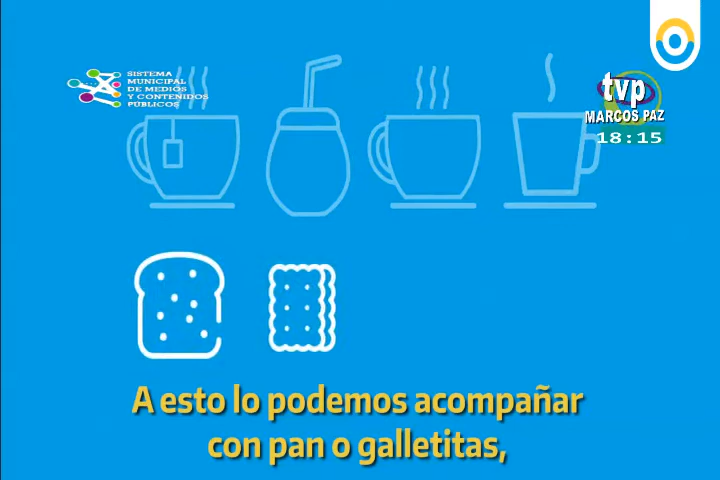 SISTEMA
MUNICIPAL
DE MEDIOS
Y CONTENIDOS
PÚBLICOS
tvp
MARCOS PAZ
18:15
A esto lo podemos acompañar
con pan o galletitas,